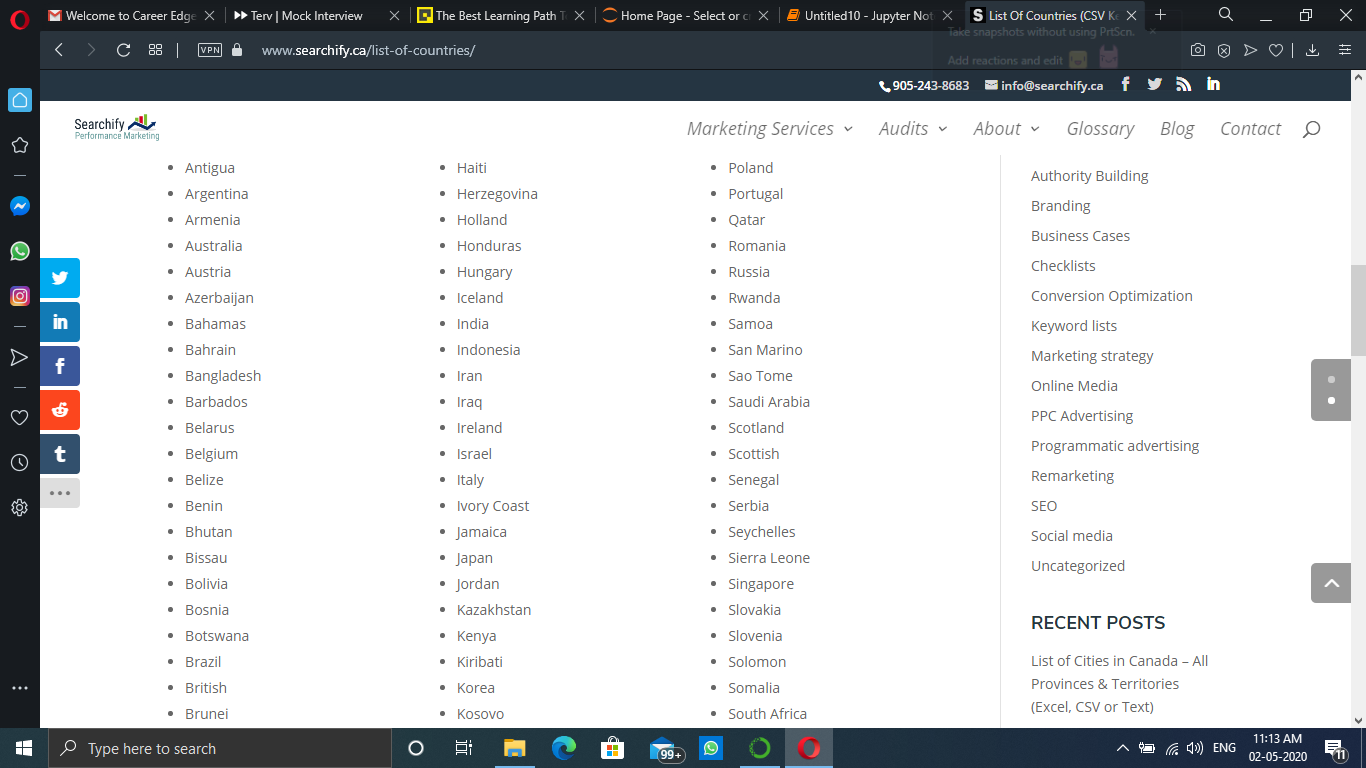 Welcome to Career Edge
Terv | Mock Interview
The Best Learning Path T
Home Page - Select or cr
Untitled10 - Jupyter Not
List Of Countries (CSV Ke
VPN
www.searchify.ca/list-of-countries/
Take snapshots without using PrtScn.
Add reactions and edit
905-243-8683
info@searchify.ca
Searchify
Performance Marketing
Marketing Services
Audits
About
Glossary
Blog
Contact
Antigua
Argentina
Armenia
Australia
Austria
Azerbaijan
Bahamas
Bahrain
Bangladesh
Barbados
Belarus
Belgium
Belize
Benin
Bhutan
Bissau
Bolivia
Bosnia
Botswana
Brazil
British
Brunei
Haiti
Herzegovina
Holland
Honduras
Hungary
Iceland
India
Indonesia
Iran
Iraq
Ireland
Israel
Italy
Ivory Coast
Jamaica
Japan
Jordan
Kazakhstan
Kenya
Kiribati
Korea
Kosovo
Poland
Portugal
Qatar
Romania
Russia
Rwanda
Samoa
San Marino
Sao Tome
Saudi Arabia
Scotland
Scottish
Senegal
Serbia
Seychelles
Sierra Leone
Singapore
Slovakia
Slovenia
Solomon
Somalia
South Africa
Authority Building
Branding
Business Cases
Checklists
Conversion Optimization
Keyword lists
Marketing strategy
Online Media
PPC Advertising
Programmatic advertising
Remarketing
SEO
Social media
Uncategorized
RECENT POSTS
List of Cities in Canada – All
Provinces & Territories
(Excel, CSV or Text)
Type here to search
99+
ENG
11:13 AM
02-05-2020
11